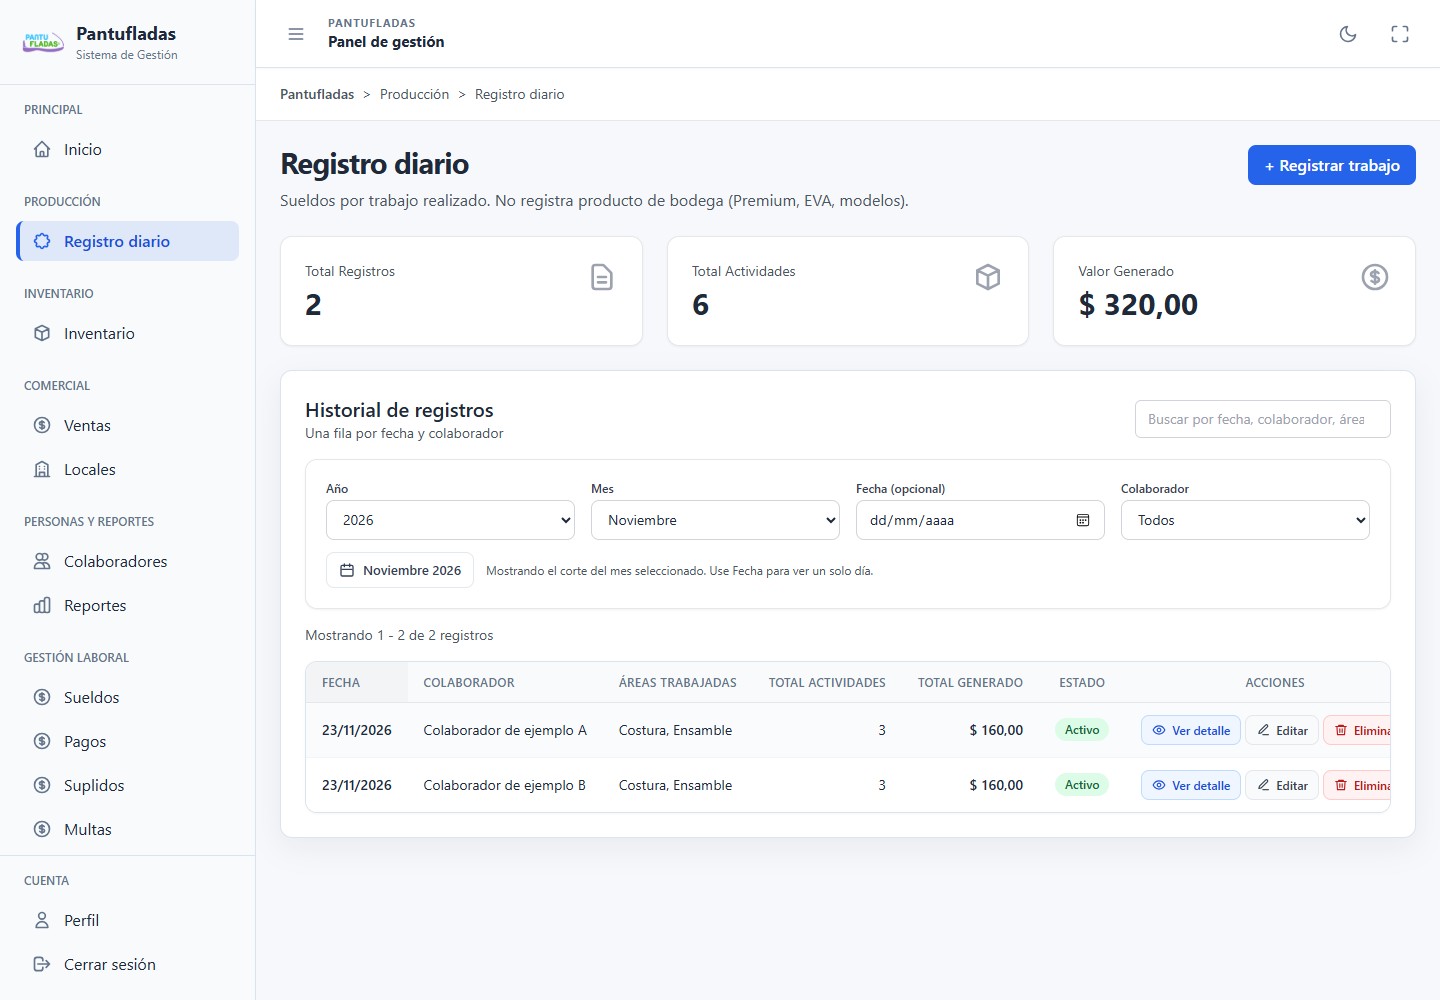 PANTU
FLADAS
Pantufladas
Sistema de Gestión
PRINCIPAL
Inicio
PRODUCCIÓN
Registro diario
INVENTARIO
Inventario
COMERCIAL
Ventas
Locales
PERSONAS Y REPORTES
Colaboradores
Reportes
GESTIÓN LABORAL
Sueldos
Pagos
Suplidos
Multas
CUENTA
Perfil
Cerrar sesión
PANTUFLADAS
Panel de gestión
Pantufladas > Producción > Registro diario
Registro diario
+ Registrar trabajo
Sueldos por trabajo realizado. No registra producto de bodega (Premium, EVA, modelos).
Total Registros
2
Total Actividades
6
Valor Generado
$ 320,00
Historial de registros
Una fila por fecha y colaborador
Buscar por fecha, colaborador, área
Año
2026
Mes
Noviembre
Fecha (opcional)
dd/mm/aaaa
Colaborador
Todos
Noviembre 2026
Mostrando el corte del mes seleccionado. Use Fecha para ver un solo día.
Mostrando 1 - 2 de 2 registros
FECHA COLABORADOR ÁREAS TRABAJADAS TOTAL ACTIVIDADES TOTAL GENERADO ESTADO ACCIONES
23/11/2026 Colaborador de ejemplo A Costura, Ensamble 3 $ 160,00 Activo Ver detalle Editar Elimina
23/11/2026 Colaborador de ejemplo B Costura, Ensamble 3 $ 160,00 Activo Ver detalle Editar Elimina